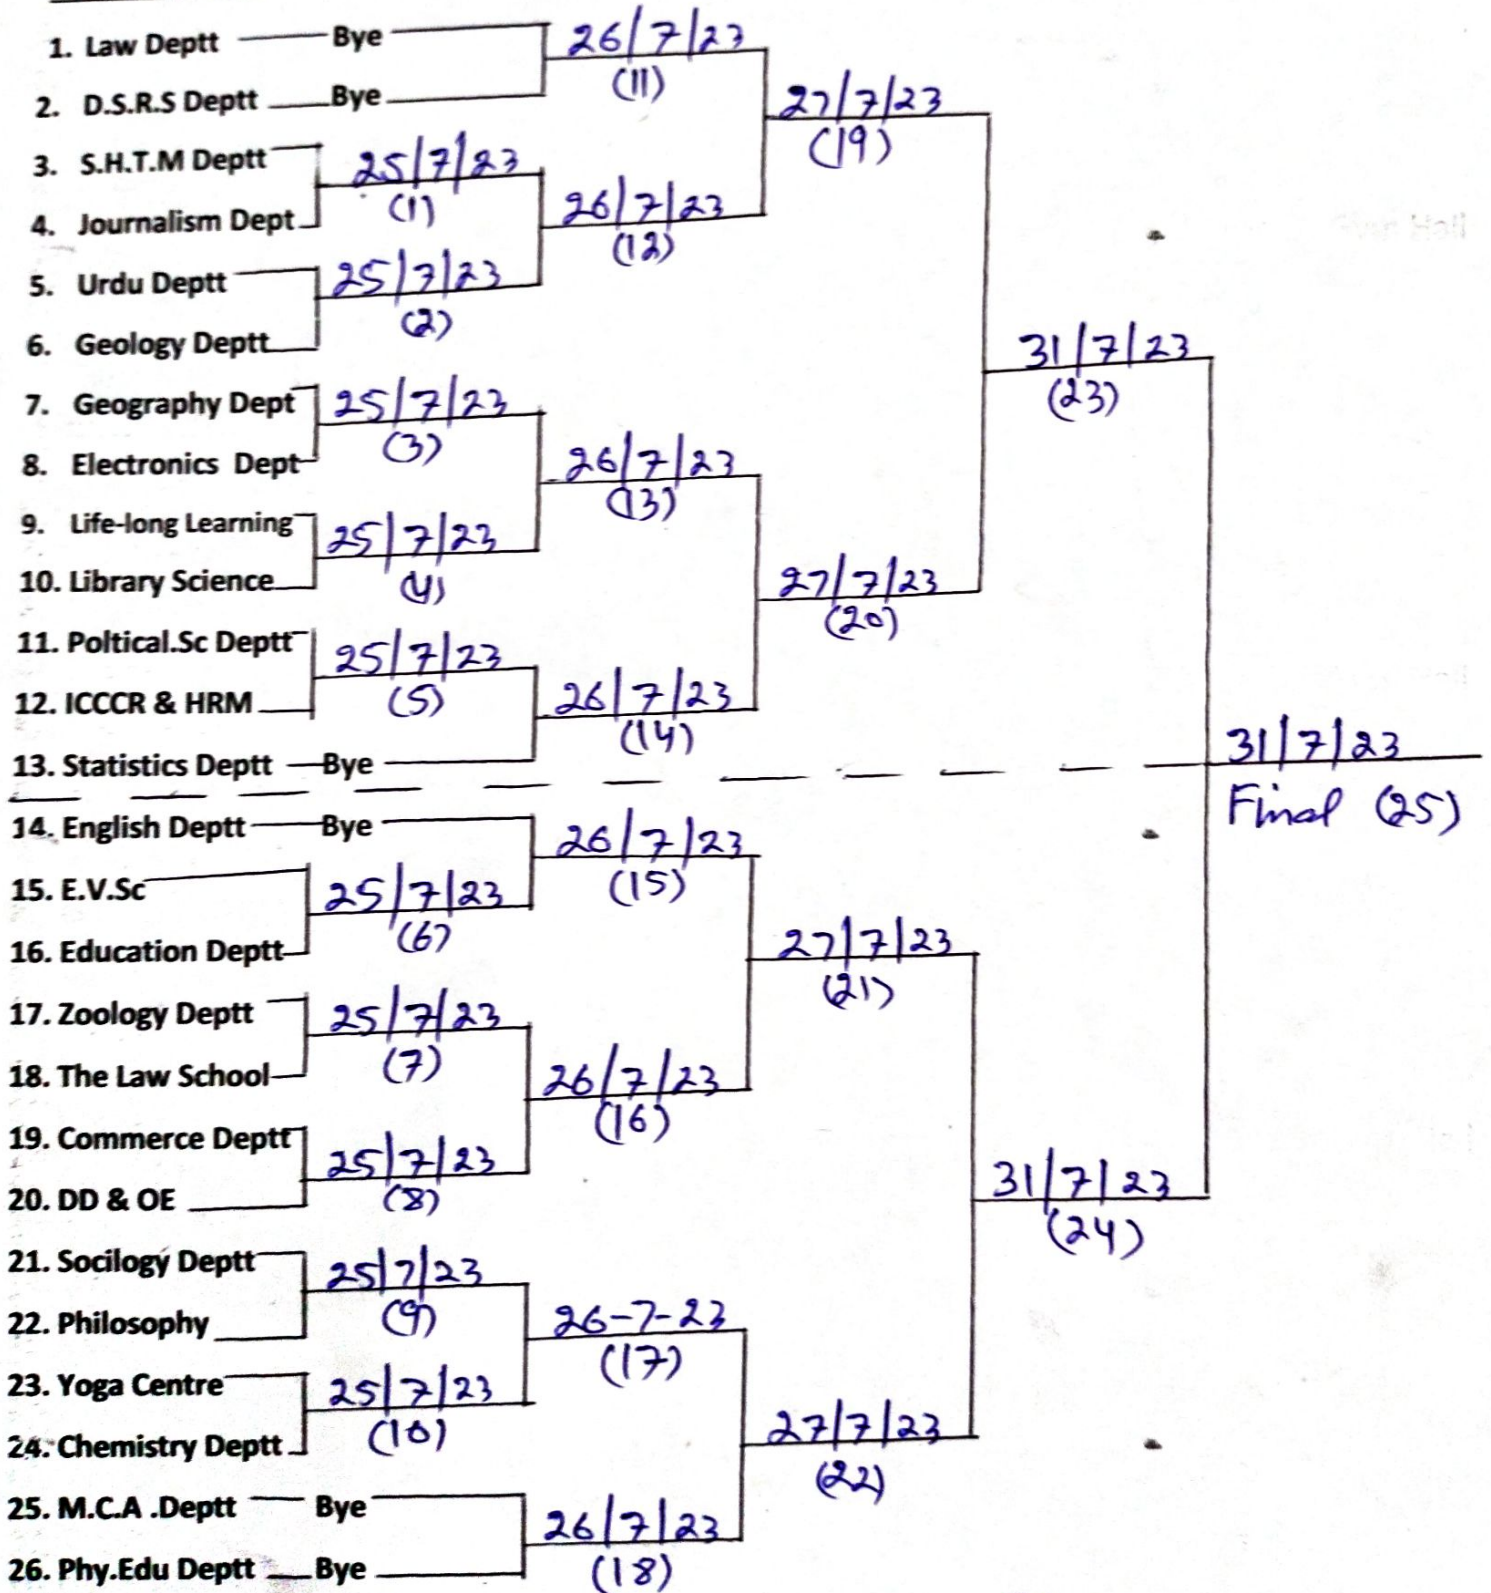 1. Law Deptt Bye
26/7/23
(11)
2. D.S.R.S Deptt Bye
27/7/23
(19)
3. S.H.T.M Deptt
25/7/23
(1)
4. Journalism Dept
26/7/23
(12)
5. Urdu Deptt
25/7/23
(2)
6. Geology Deptt
31/7/23
(23)
7. Geography Dept
25/7/23
(3)
8. Electronics Dept
26/7/23
(13)
9. Life-long Learning
25/7/23
(4)
10. Library Science
27/7/23
(20)
11. Poltical.Sc Deptt
25/7/23
(5)
12. ICCCR & HRM
26/7/23
(14)
13. Statistics Deptt Bye
31/7/23
Final (25)
14. English Deptt Bye
26/7/23
(15)
15. E.V.Sc
25/7/23
(6)
16. Education Deptt
27/7/23
(21)
17. Zoology Deptt
25/7/23
(7)
18. The Law School
26/7/23
(16)
19. Commerce Deptt
25/7/23
(8)
20. DD & OE
31/7/23
(24)
21. Socilogy Deptt
25/7/23
(9)
22. Philosophy
26-7-23
(17)
23. Yoga Centre
25/7/23
(10)
24. Chemistry Deptt
27/7/23
(22)
25. M.C.A .Deptt Bye
26/7/23
(18)
26. Phy.Edu Deptt Bye